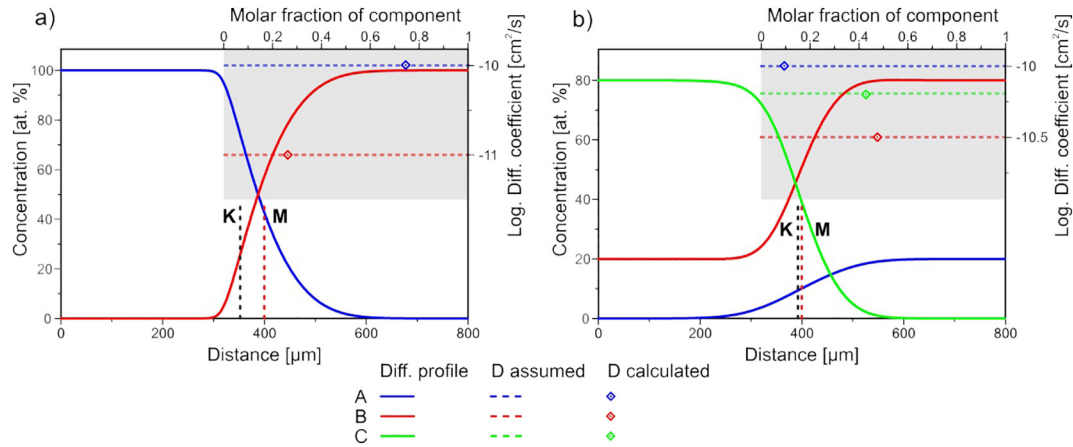 a)
Molar fraction of component
0 0.2 0.4 0.6 0.8 1
Concentration [at. %]
100
80
60
40
20
0
K M
-10
-11
Log. Diff. coefficient [cm²/s]
0 200 400 600 800
Distance [µm]
b)
Molar fraction of component
0 0.2 0.4 0.6 0.8 1
Concentration [at. %]
80
60
40
20
0
K M
-10
-10.5
Log. Diff. coefficient [cm²/s]
0 200 400 600 800
Distance [µm]
Diff. profile D assumed D calculated
A
B
C